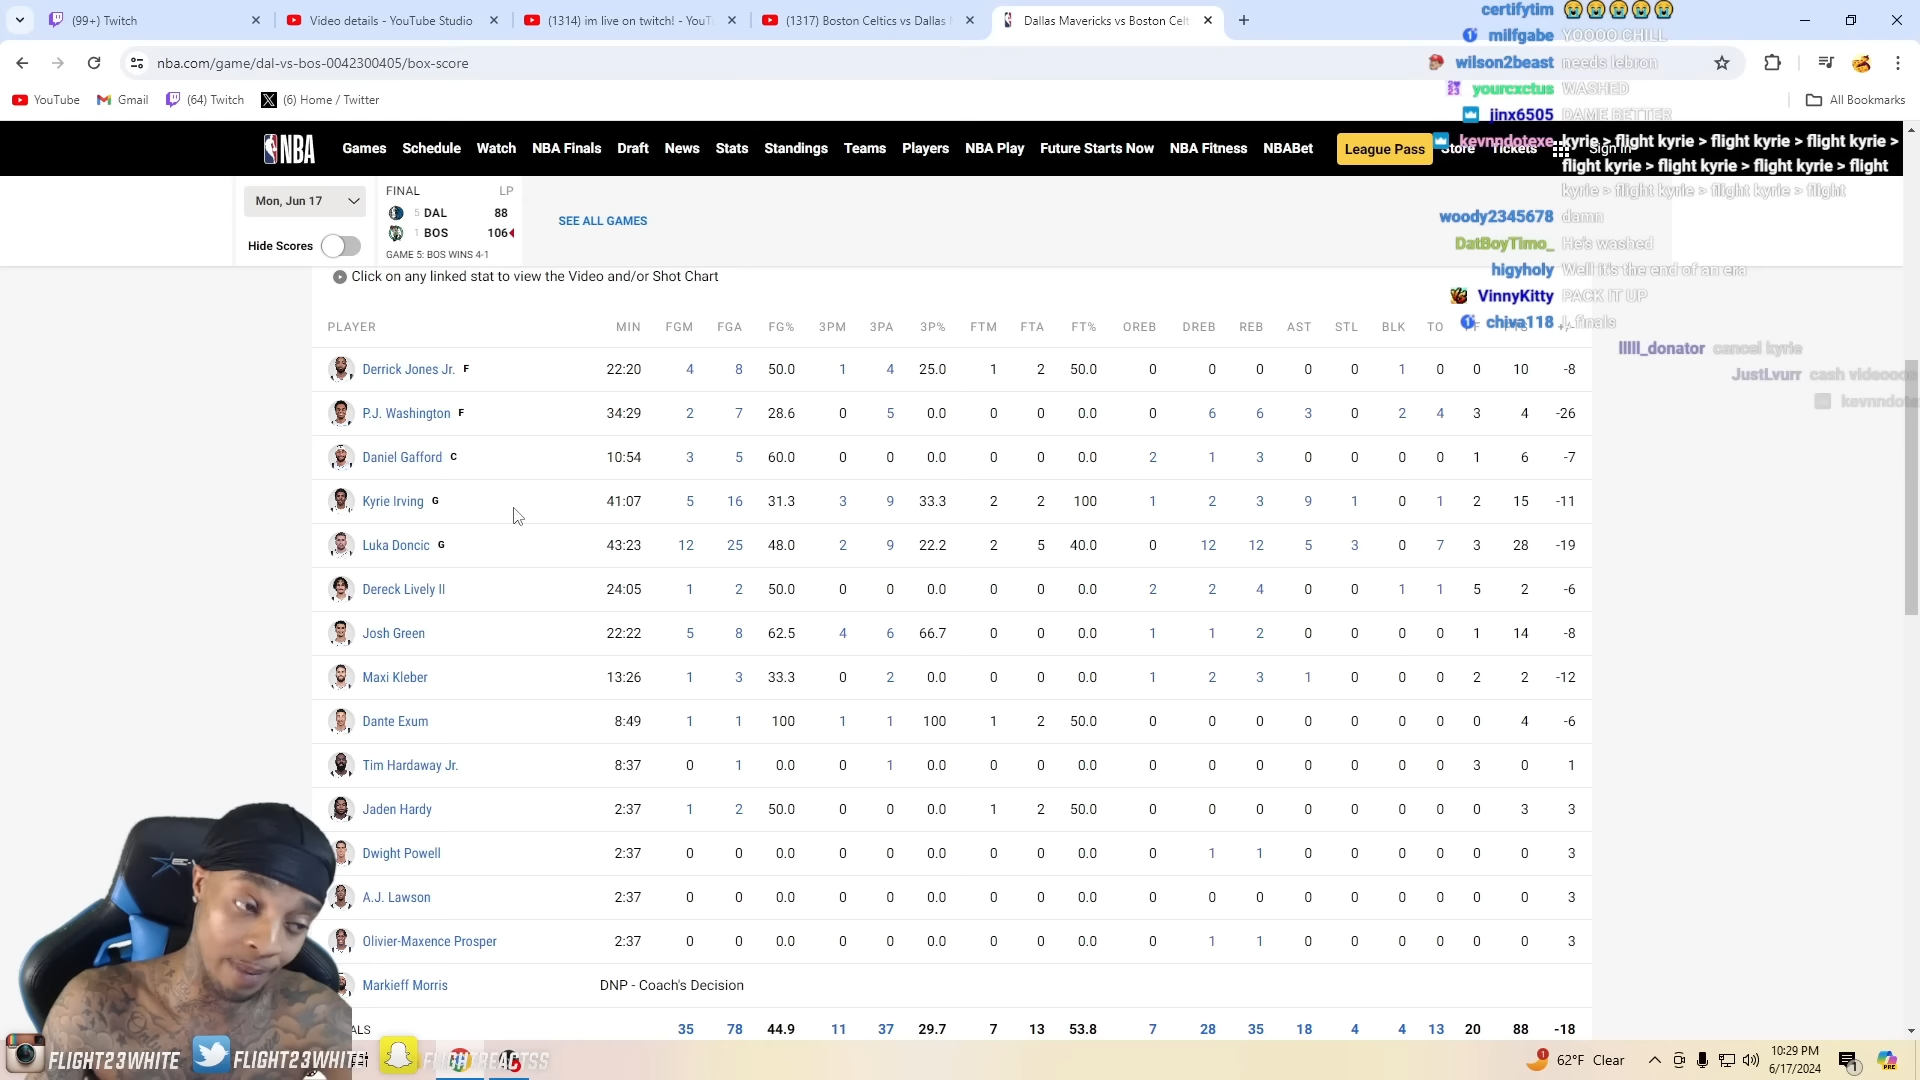 (99+) Twitch
Video details - YouTube Studio
(1314) im live on twitch! - YouT
(1317) Boston Celtics vs Dallas
Dallas Mavericks vs Boston Celt
nba.com/game/dal-vs-bos-0042300405/box-score
YouTube
Gmail
(64) Twitch
(6) Home / Twitter
All Bookmarks
certifytim
milfgabe YOOOO CHILL
wilson2beast needs lebron
yourcxctus WASHED
jinx6505 DAME BETTER
kevnndotexe kyrie > flight kyrie > flight kyrie > flight kyrie >
flight kyrie > flight kyrie > flight kyrie > flight
kyrie > flight kyrie > flight kyrie > flight
woody2345678 damn
DatBoyTimo_ He's washed
higyholy Well it's the end of an era
VinnyKitty PACK IT UP
chiva118 L finals
lllll_donator cancel kyrie
JustLvurr cash videoooo
kevnndote
NBA Games Schedule Watch NBA Finals Draft News Stats Standings Teams Players NBA Play Future Starts Now NBA Fitness NBABet League Pass Store Tickets Sign In
Mon, Jun 17
Hide Scores
FINAL LP
5 DAL 88
1 BOS 106
GAME 5: BOS WINS 4-1
SEE ALL GAMES
Click on any linked stat to view the Video and/or Shot Chart
PLAYER MIN FGM FGA FG% 3PM 3PA 3P% FTM FTA FT% OREB DREB REB AST STL BLK TO PF PTS +/-
Derrick Jones Jr. F 22:20 4 8 50.0 1 4 25.0 1 2 50.0 0 0 0 0 0 1 0 0 10 -8
P.J. Washington F 34:29 2 7 28.6 0 5 0.0 0 0 0.0 0 6 6 3 0 2 4 3 4 -26
Daniel Gafford C 10:54 3 5 60.0 0 0 0.0 0 0 0.0 2 1 3 0 0 0 0 1 6 -7
Kyrie Irving G 41:07 5 16 31.3 3 9 33.3 2 2 100 1 2 3 9 1 0 1 2 15 -11
Luka Doncic G 43:23 12 25 48.0 2 9 22.2 2 5 40.0 0 12 12 5 3 0 7 3 28 -19
Dereck Lively II 24:05 1 2 50.0 0 0 0.0 0 0 0.0 2 2 4 0 0 1 1 5 2 -6
Josh Green 22:22 5 8 62.5 4 6 66.7 0 0 0.0 1 1 2 0 0 0 0 1 14 -8
Maxi Kleber 13:26 1 3 33.3 0 2 0.0 0 0 0.0 1 2 3 1 0 0 0 2 2 -12
Dante Exum 8:49 1 1 100 1 1 100 1 2 50.0 0 0 0 0 0 0 0 0 4 -6
Tim Hardaway Jr. 8:37 0 1 0.0 0 1 0.0 0 0 0.0 0 0 0 0 0 0 0 3 0 1
Jaden Hardy 2:37 1 2 50.0 0 0 0.0 1 2 50.0 0 0 0 0 0 0 0 0 3 3
Dwight Powell 2:37 0 0 0.0 0 0 0.0 0 0 0.0 0 1 1 0 0 0 0 0 0 3
A.J. Lawson 2:37 0 0 0.0 0 0 0.0 0 0 0.0 0 0 0 0 0 0 0 0 0 3
Olivier-Maxence Prosper 2:37 0 0 0.0 0 0 0.0 0 0 0.0 0 1 1 0 0 0 0 0 0 3
Markieff Morris DNP - Coach's Decision
ALS 35 78 44.9 11 37 29.7 7 13 53.8 7 28 35 18 4 4 13 20 88 -18
FLIGHT23WHITE
FLIGHT23WHITE
FLIGHTREACTSS
62°F Clear
10:29 PM
6/17/2024